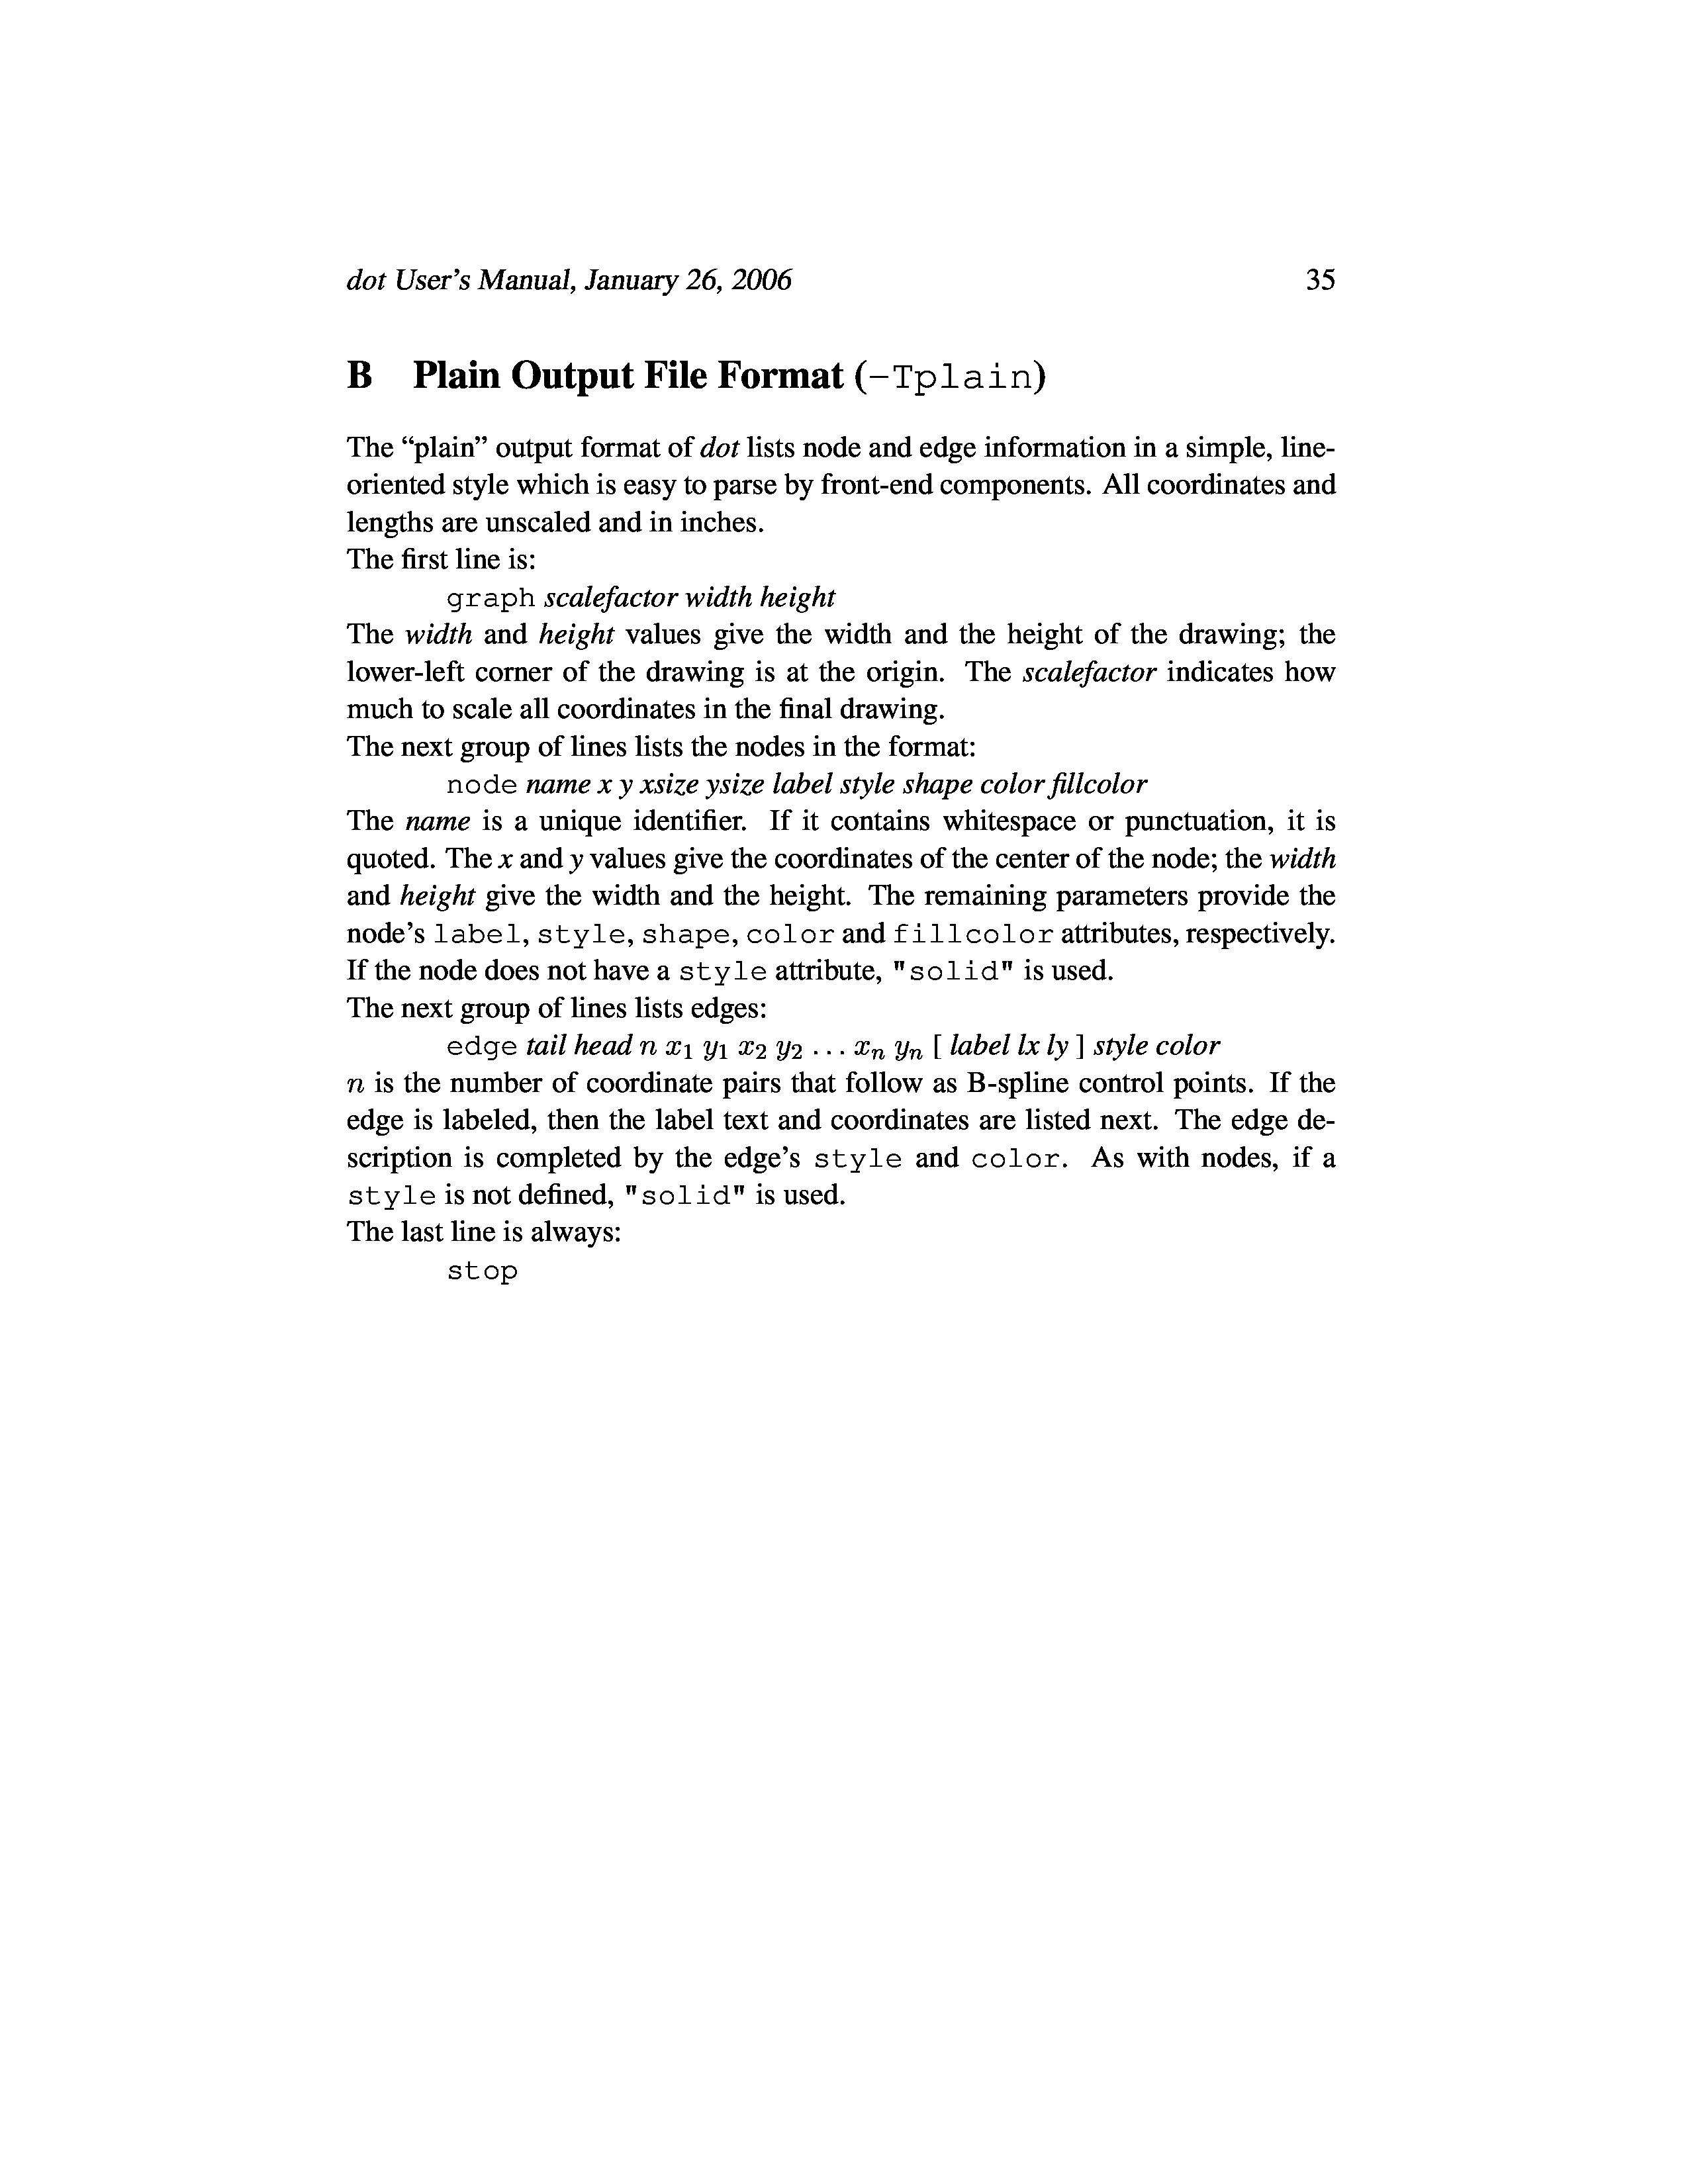 dot User's Manual, January 26, 2006 35
B Plain Output File Format (-Tplain)
The “plain” output format of dot lists node and edge information in a simple, line-
oriented style which is easy to parse by front-end components. All coordinates and
lengths are unscaled and in inches.
The first line is:
graph scalefactor width height
The width and height values give the width and the height of the drawing; the
lower-left corner of the drawing is at the origin. The scalefactor indicates how
much to scale all coordinates in the final drawing.
The next group of lines lists the nodes in the format:
node name x y xsize ysize label style shape color fillcolor
The name is a unique identifier. If it contains whitespace or punctuation, it is
quoted. The x and y values give the coordinates of the center of the node; the width
and height give the width and the height. The remaining parameters provide the
node's label, style, shape, color and fillcolor attributes, respectively.
If the node does not have a style attribute, "solid" is used.
The next group of lines lists edges:
edge tail head n x₁ y₁ x₂ y₂ ... xₙ yₙ [ label lx ly ] style color
n is the number of coordinate pairs that follow as B-spline control points. If the
edge is labeled, then the label text and coordinates are listed next. The edge de-
scription is completed by the edge's style and color. As with nodes, if a
style is not defined, "solid" is used.
The last line is always:
stop